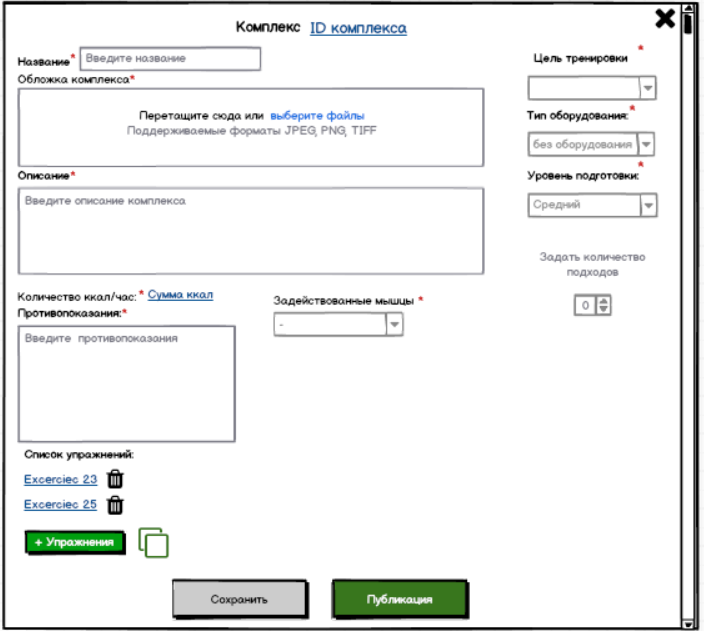 Комплекс ID комплекса
Название* Введите название
Обложка комплекса*
Перетащите сюда или выберите файлы
Поддерживаемые форматы JPEG, PNG, TIFF
Описание*
Введите описание комплекса
Цель тренировки *
Тип оборудования: *
без оборудования
Уровень подготовки: *
Средний
Задать количество
подходов
0
Количество ккал/час: * Сумма ккал
Противопоказания:*
Введите противопоказания
Задействованные мышцы *
-
Список упражнений:
Excerciec 23
Excerciec 25
+ Упражнения
Сохранить
Публикация